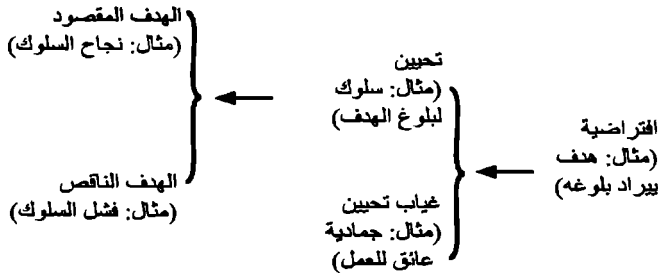 افتراضية
(مثال: هدف
ييراد بلوغه)
تحيين
(مثال: سلوك
لبلوغ الهدف)
غياب تحيين
(مثال: جمادية
عائق للعمل)
الهدف المقصود
(مثال: نجاح السلوك)
الهدف الناقص
(مثال: فشل السلوك)